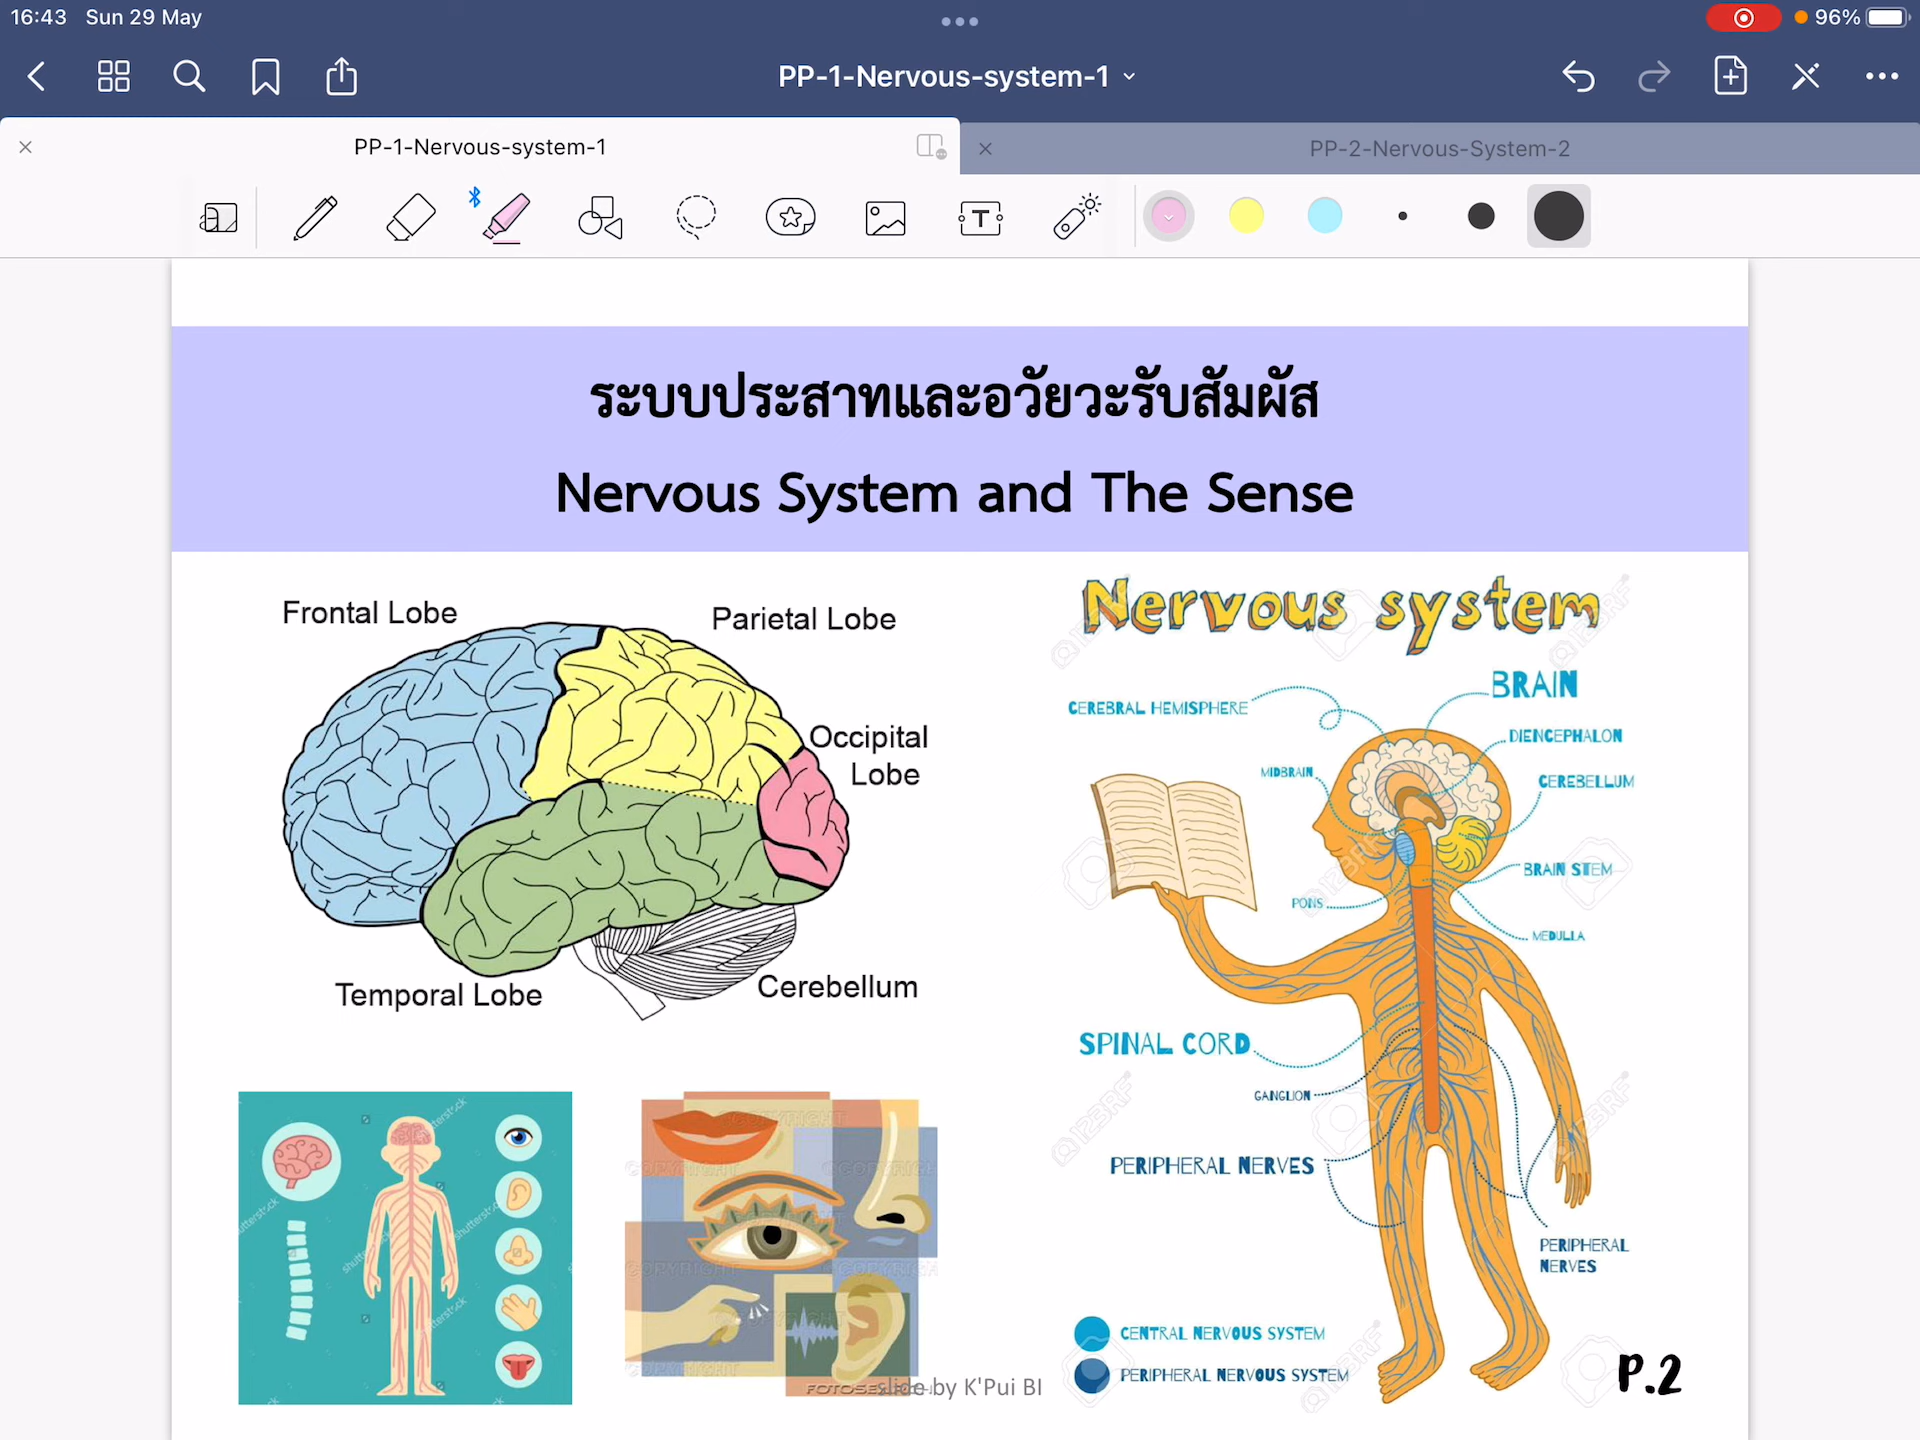 16:43 Sun 29 May
96%
PP-1-Nervous-system-1
PP-1-Nervous-system-1
PP-2-Nervous-System-2
ระบบประสาทและอวัยวะรับสัมผัส
Nervous System and The Sense
Frontal Lobe
Parietal Lobe
Occipital
Lobe
Temporal Lobe
Cerebellum
Nervous system
BRAIN
CEREBRAL HEMISPHERE
DIENCEPHALON
MIDBRAIN
CEREBELLUM
BRAIN STEM
PONS
MEDULLA
SPINAL CORD
GANGLION
PERIPHERAL NERVES
PERIPHERAL
NERVES
CENTRAL NERVOUS SYSTEM
PERIPHERAL NERVOUS SYSTEM
slide by K'Pui BI
P.2